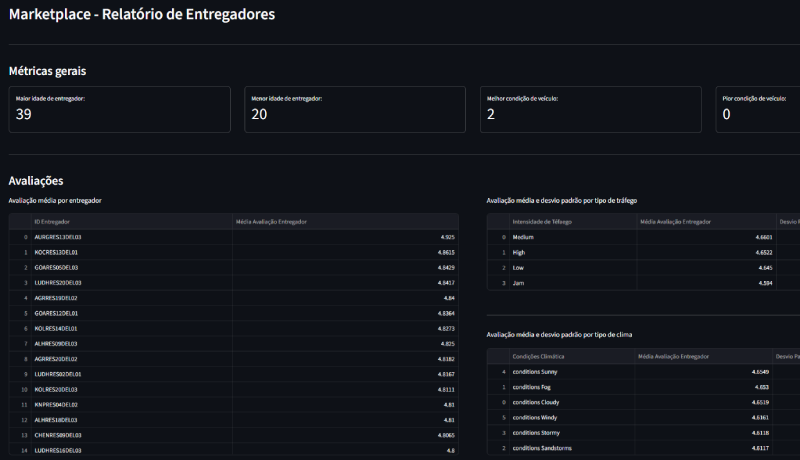 Marketplace - Relatório de Entregadores
Métricas gerais
Maior idade de entregador:
39
Menor idade de entregador:
20
Melhor condição de veículo:
2
Pior condição de veículo:
0
Avaliações
Avaliação média por entregador
ID Entregador Média Avaliação Entregador
0 AURGRES13DEL03 4.925
1 KOCRES13DEL01 4.8615
2 GOARES05DEL03 4.8429
3 LUDHRES20DEL03 4.8417
4 AGRRES19DEL02 4.84
5 GOARES12DEL01 4.8364
6 KOLRES14DEL01 4.8273
7 ALHRES09DEL03 4.825
8 AGRRES20DEL02 4.8182
9 LUDHRES02DEL01 4.8167
10 KOLRES20DEL03 4.8111
11 KNPRES04DEL02 4.81
12 ALHRES18DEL03 4.81
13 CHENRES09DEL03 4.8065
14 LUDHRES16DEL03 4.8
Avaliação média e desvio padrão por tipo de tráfego
Intensidade de Tráfeago Média Avaliação Entregador Desvio P
0 Medium 4.6603
1 High 4.6522
2 Low 4.645
3 Jam 4.594
Avaliação média e desvio padrão por tipo de clima
Condições Climática Média Avaliação Entregador Desvio Pa
4 conditions Sunny 4.6549
1 conditions Fog 4.653
0 conditions Cloudy 4.6519
5 conditions Windy 4.6161
3 conditions Stormy 4.6118
2 conditions Sandstorms 4.6117